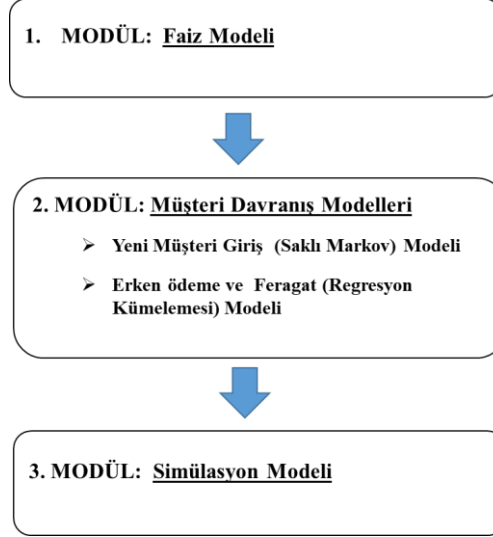 1. MODÜL: Faiz Modeli
2. MODÜL: Müşteri Davranış Modelleri
➢ Yeni Müşteri Giriş (Saklı Markov) Modeli
➢ Erken ödeme ve Feragat (Regresyon
Kümelemesi) Modeli
3. MODÜL: Simülasyon Modeli